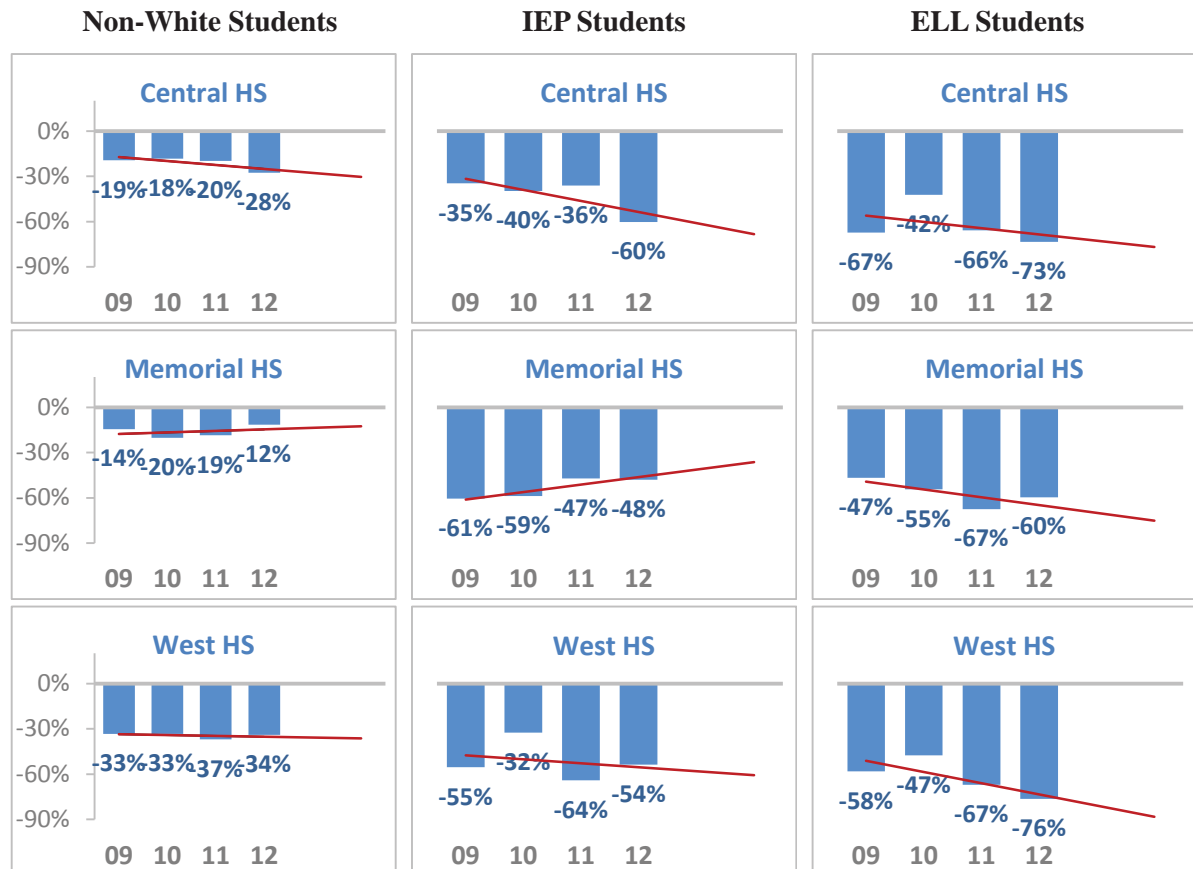 Non-White Students IEP Students ELL Students
Central HS Central HS Central HS
0%
-30%
-60%
-90%
-19% -18% -20% -28% -35% -40% -36% -60% -67% -42% -66% -73%
09 10 11 12 09 10 11 12 09 10 11 12
Memorial HS Memorial HS Memorial HS
0%
-30%
-60%
-90%
-14% -20% -19% -12% -61% -59% -47% -48% -47% -55% -67% -60%
09 10 11 12 09 10 11 12 09 10 11 12
West HS West HS West HS
0%
-30%
-60%
-90%
-33% -33% -37% -34% -55% -32% -64% -54% -58% -47% -67% -76%
09 10 11 12 09 10 11 12 09 10 11 12